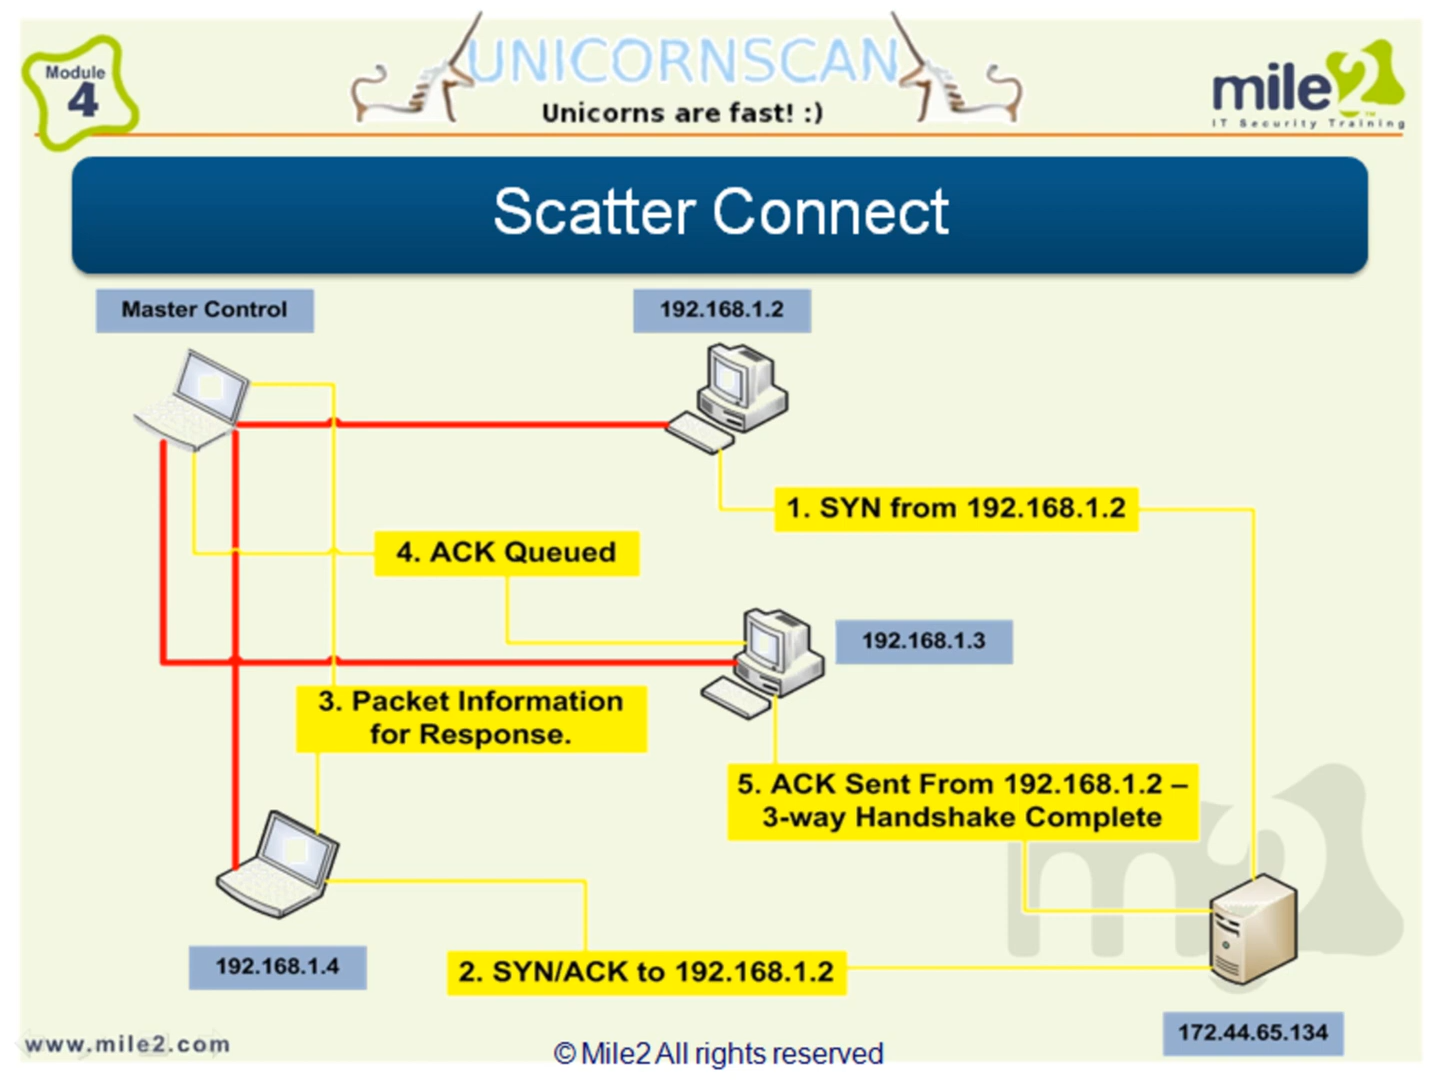 Module
4
UNICORNSCAN
Unicorns are fast! :)
mile2
TM
IT Security Training
Scatter Connect
Master Control
192.168.1.2
1. SYN from 192.168.1.2
4. ACK Queued
192.168.1.3
3. Packet Information
for Response.
5. ACK Sent From 192.168.1.2 –
3-way Handshake Complete
m2
192.168.1.4
2. SYN/ACK to 192.168.1.2
172.44.65.134
www.mile2.com
© Mile2 All rights reserved